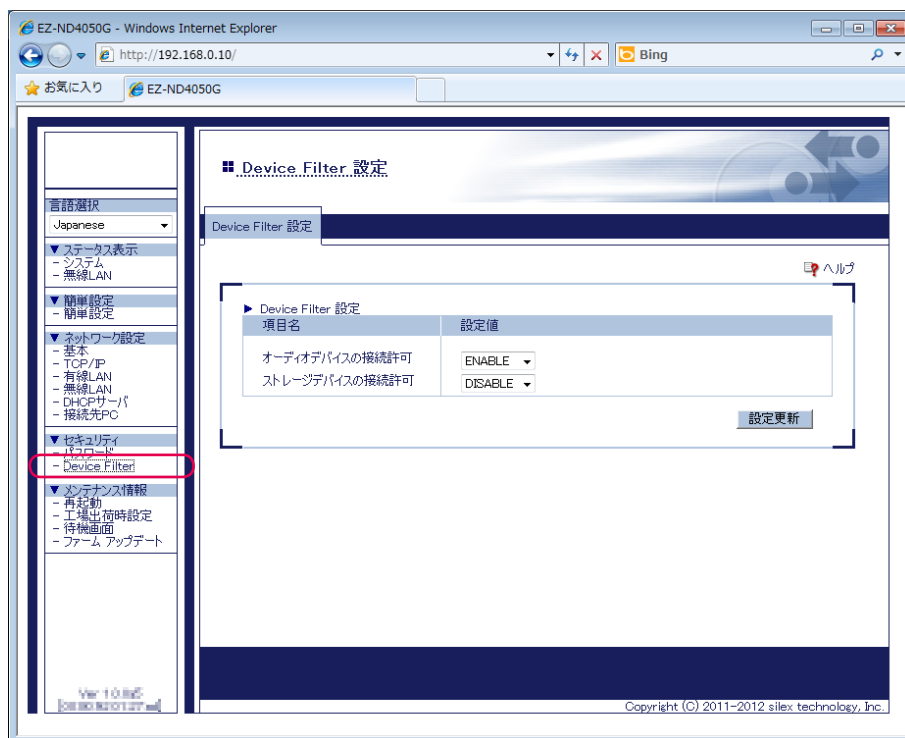 EZ-ND4050G - Windows Internet Explorer
http://192.168.0.10/
Bing
お気に入り
EZ-ND4050G
Device Filter 設定
言語選択
Japanese
Device Filter 設定
▼ ステータス表示
- システム
- 無線LAN
ヘルプ
▼ 簡単設定
- 簡単設定
▶ Device Filter 設定
項目名 設定値
オーディオデバイスの接続許可 ENABLE
ストレージデバイスの接続許可 DISABLE
設定更新
▼ ネットワーク設定
- 基本
- TCP/IP
- 有線LAN
- 無線LAN
- DHCPサーバ
- 接続先PC
▼ セキュリティ
- パスワード
- Device Filter
▼ メンテナンス情報
- 再起動
- 工場出荷時設定
- 待機画面
- ファーム アップデート
Copyright (C) 2011-2012 silex technology, Inc.